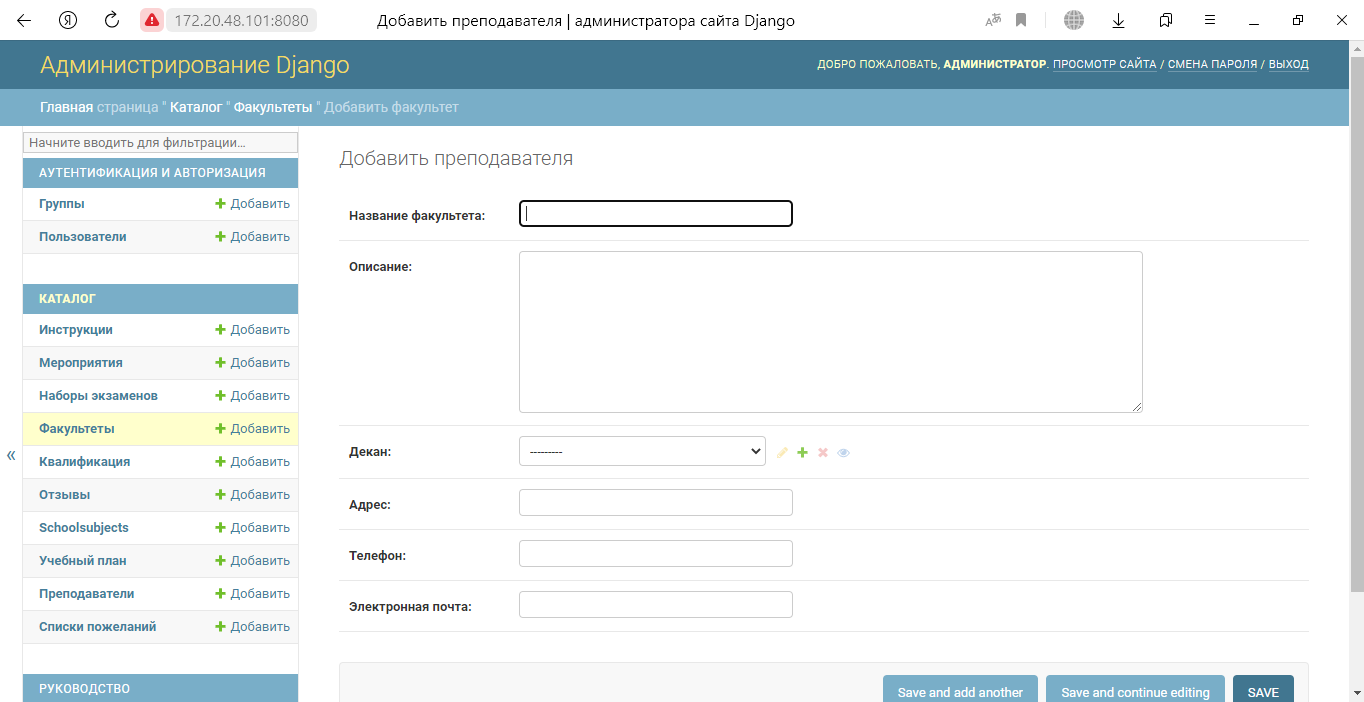 172.20.48.101:8080 Добавить преподавателя | администратора сайта Django
Администрирование Django
ДОБРО ПОЖАЛОВАТЬ, АДМИНИСТРАТОР. ПРОСМОТР САЙТА / СМЕНА ПАРОЛЯ / ВЫХОД
Главная страница " Каталог " Факультеты " Добавить факультет
Начните вводить для фильтрации...
АУТЕНТИФИКАЦИЯ И АВТОРИЗАЦИЯ
Группы Добавить
Пользователи Добавить
КАТАЛОГ
Инструкции Добавить
Мероприятия Добавить
Наборы экзаменов Добавить
Факультеты Добавить
Квалификация Добавить
Отзывы Добавить
Schoolsubjects Добавить
Учебный план Добавить
Преподаватели Добавить
Списки пожеланий Добавить
РУКОВОДСТВО
Добавить преподавателя
Название факультета:
Описание:
Декан: ---------
Адрес:
Телефон:
Электронная почта:
Save and add another Save and continue editing SAVE